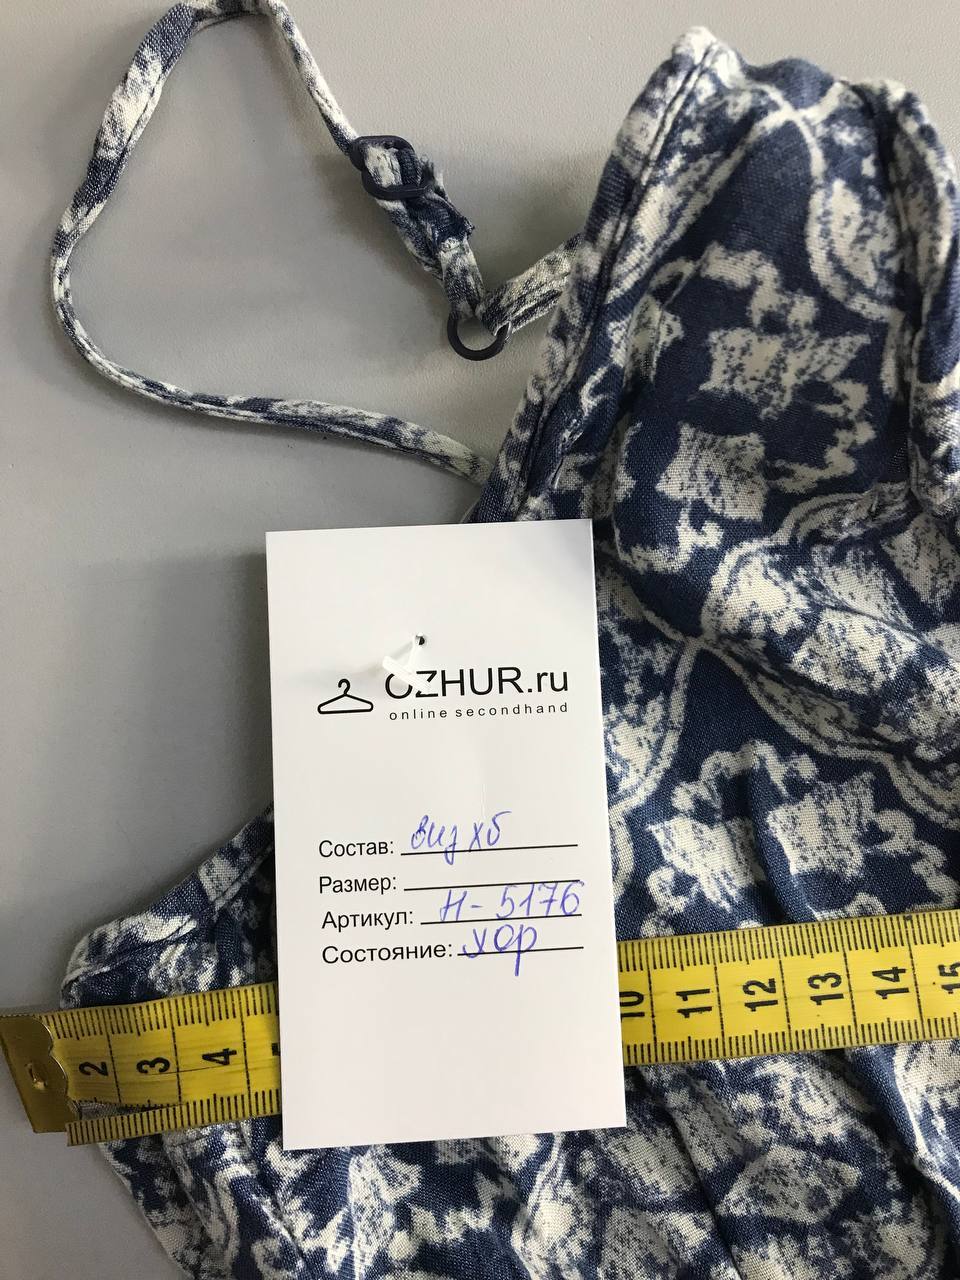 OZHUR.ru
online secondhand
Состав: виз хб
Размер:
Артикул: Н-5176
Состояние: хор
2 3 4 5 10 11 12 13 14 15